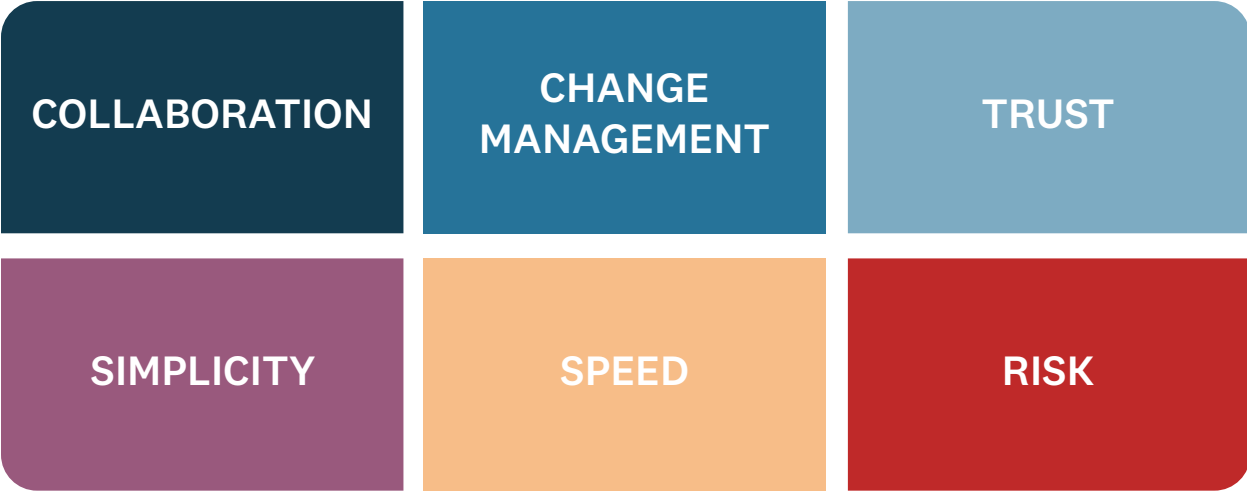 COLLABORATION
CHANGE
MANAGEMENT
TRUST
SIMPLICITY
SPEED
RISK